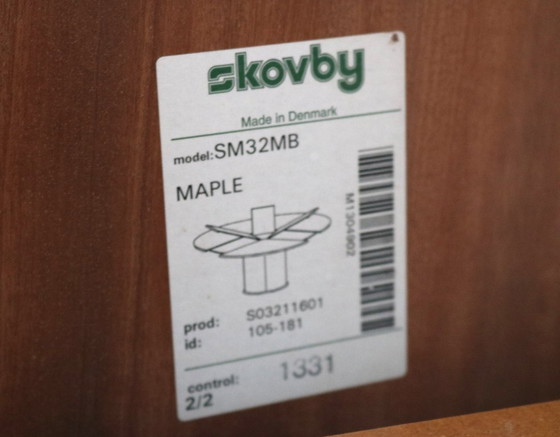 skovby
Made in Denmark
model:SM32MB
MAPLE
M1304902
prod: S03211601
id: 105-181
control: 1331
2/2